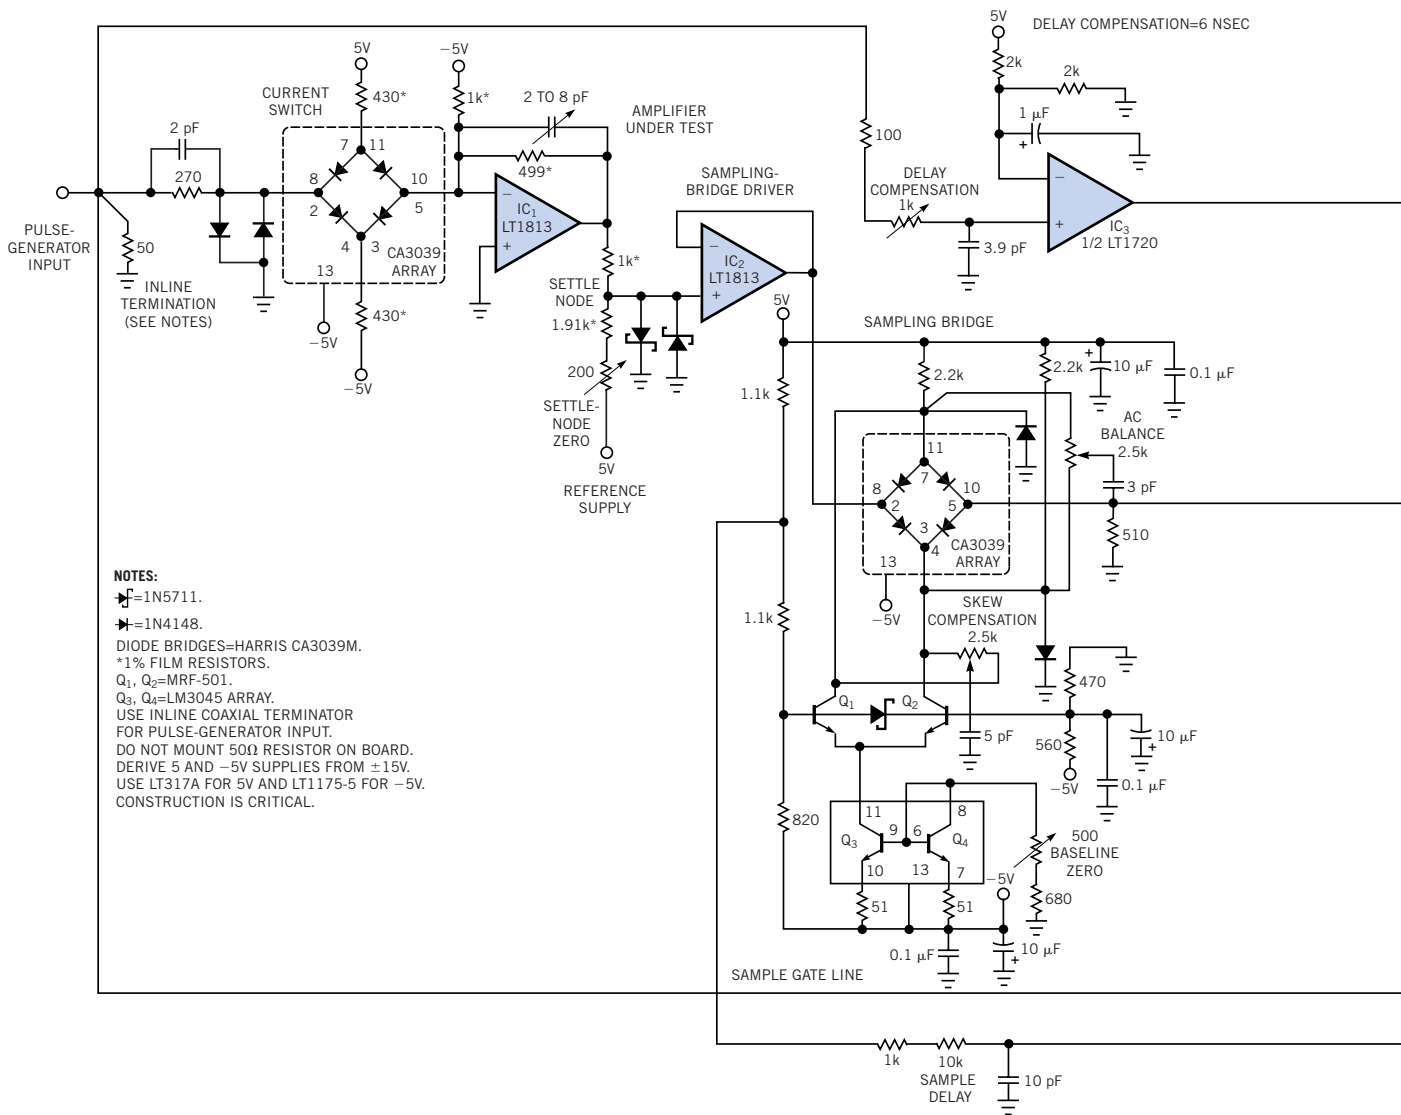 5V
DELAY COMPENSATION=6 NSEC
2k
2k
1 µF
+
5V
−5V
CURRENT
SWITCH
430*
1k*
2 TO 8 pF
AMPLIFIER
UNDER TEST
499*
2 pF
270
7
11
8
2
10
5
4
3
13
CA3039
ARRAY
430*
−5V
−5V
PULSE-
GENERATOR
INPUT
50
INLINE
TERMINATION
(SEE NOTES)
−
+
IC1
LT1813
1k*
SETTLE
NODE
1.91k*
200
SETTLE-
NODE
ZERO
5V
REFERENCE
SUPPLY
SAMPLING-
BRIDGE DRIVER
−
+
IC2
LT1813
100
DELAY
COMPENSATION
1k
3.9 pF
−
+
IC3
1/2 LT1720
5V
SAMPLING BRIDGE
1.1k
2.2k
2.2k
+
10 µF
0.1 µF
AC
BALANCE
2.5k
3 pF
510
11
7
8
2
10
5
3
4
13
CA3039
ARRAY
−5V
SKEW
COMPENSATION
2.5k
1.1k
470
Q1
Q2
5 pF
560
−5V
10 µF
+
0.1 µF
820
11
8
Q3
9
6
Q4
10
13
7
51
51
−5V
500
BASELINE
ZERO
680
0.1 µF
10 µF
+
SAMPLE GATE LINE
1k
10k
SAMPLE
DELAY
10 pF
NOTES:
=1N5711.
=1N4148.
DIODE BRIDGES=HARRIS CA3039M.
*1% FILM RESISTORS.
Q1, Q2=MRF-501.
Q3, Q4=LM3045 ARRAY.
USE INLINE COAXIAL TERMINATOR
FOR PULSE-GENERATOR INPUT.
DO NOT MOUNT 50Ω RESISTOR ON BOARD.
DERIVE 5 AND −5V SUPPLIES FROM ±15V.
USE LT317A FOR 5V AND LT1175-5 FOR −5V.
CONSTRUCTION IS CRITICAL.